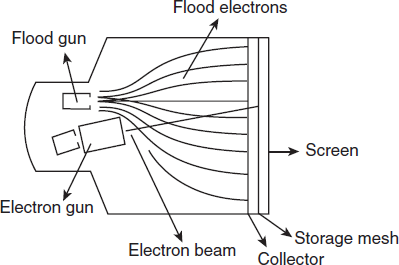 Flood electrons
Flood gun
Screen
Electron gun
Storage mesh
Electron beam
Collector